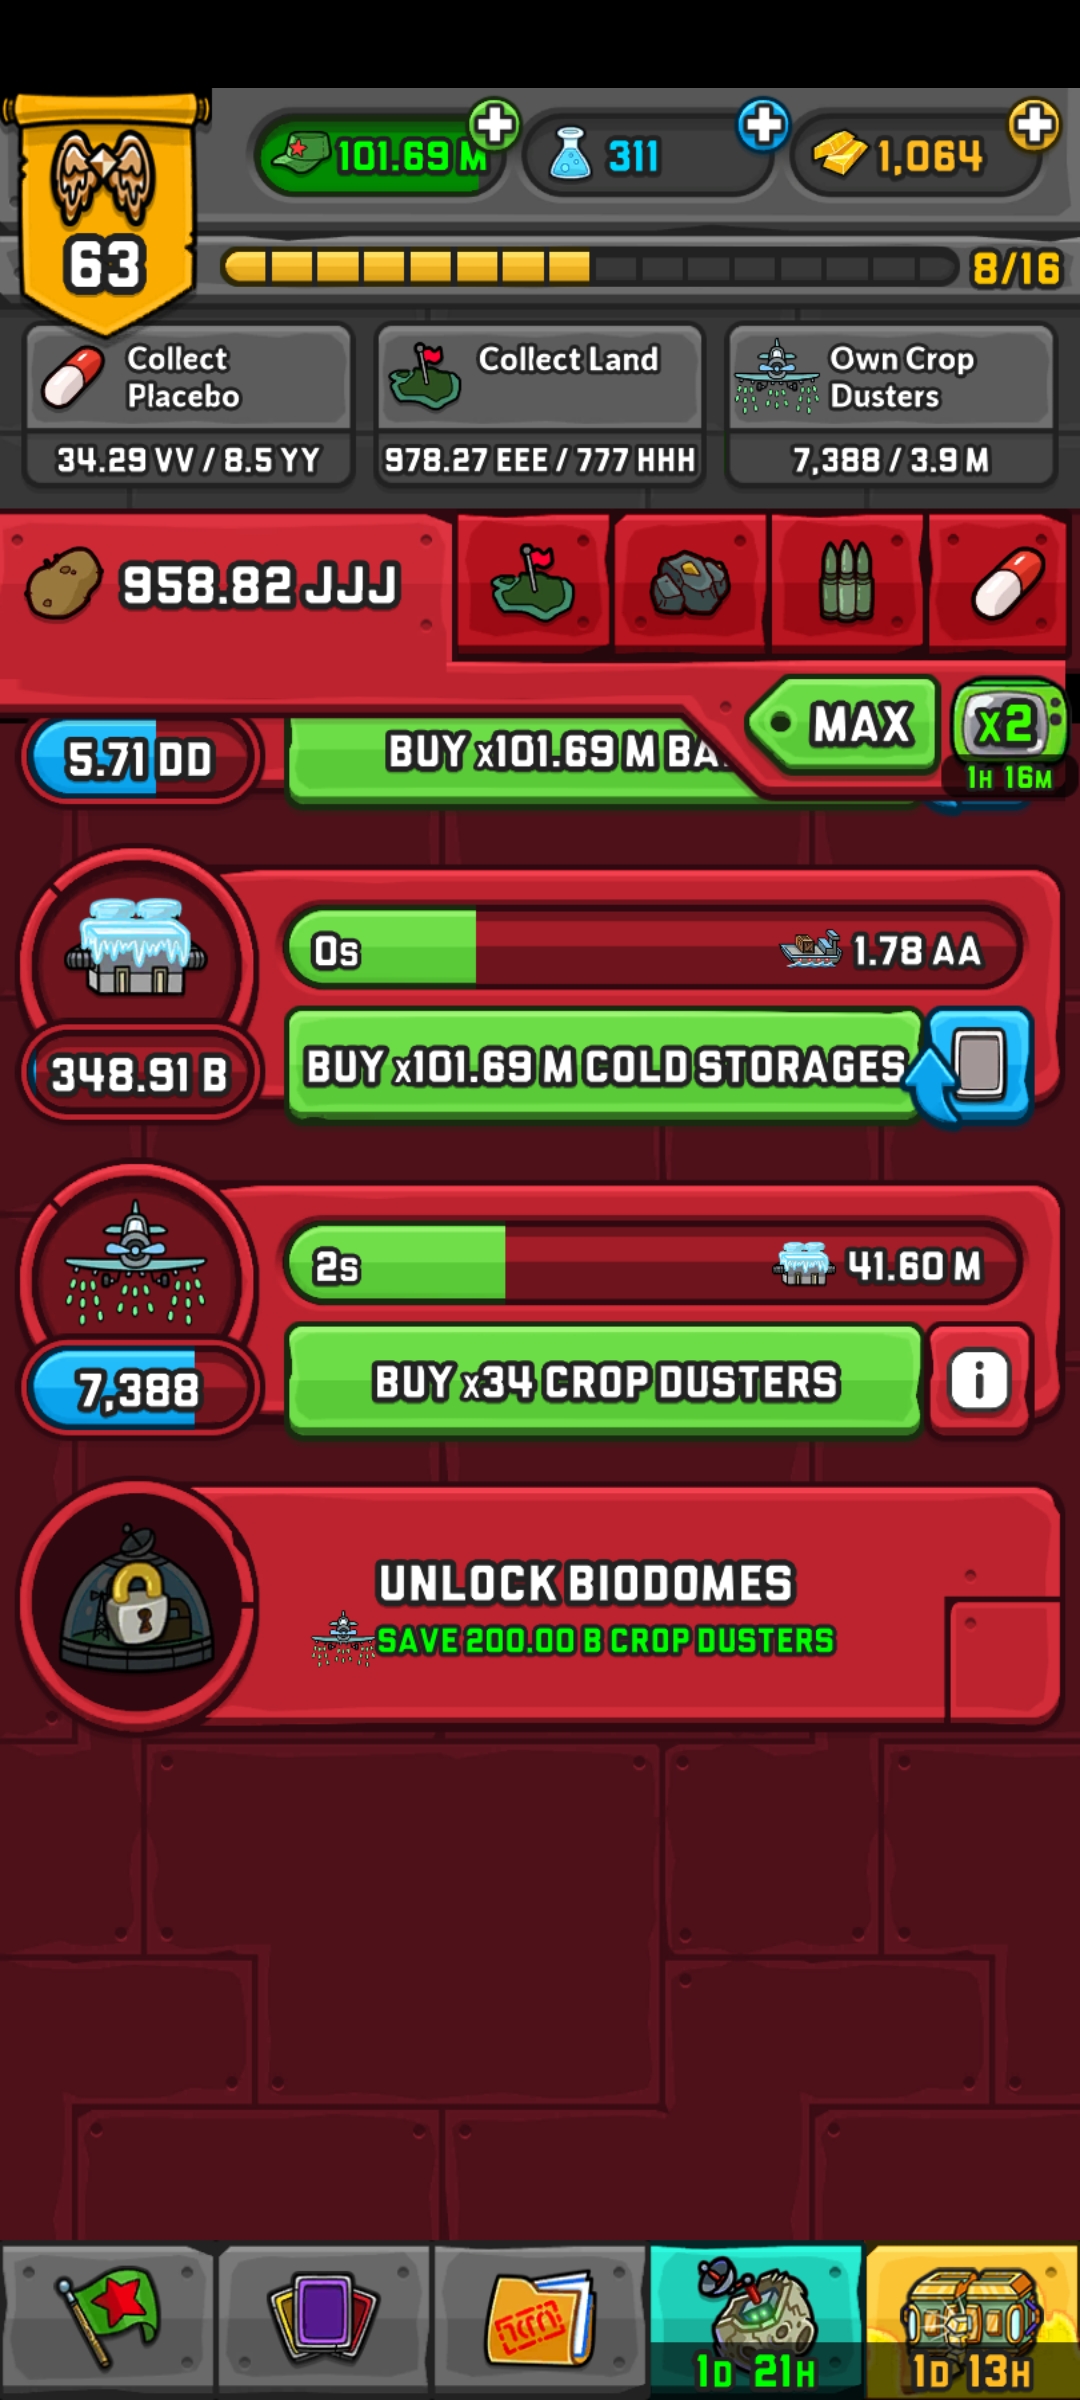 101.69 M
311
1,064
63
8/16
Collect
Placebo
34.29 VV / 8.5 YY
Collect Land
978.27 EEE / 777 HHH
Own Crop
Dusters
7,388 / 3.9 M
958.82 JJJ
MAX
x2
1H 16M
5.71 DD
BUY x101.69 M BA
0s
1.78 AA
348.91 B
BUY x101.69 M COLD STORAGES
2s
41.60 M
7,388
BUY x34 CROP DUSTERS
i
UNLOCK BIODOMES
SAVE 200.00 B CROP DUSTERS
1D 21H
1D 13H